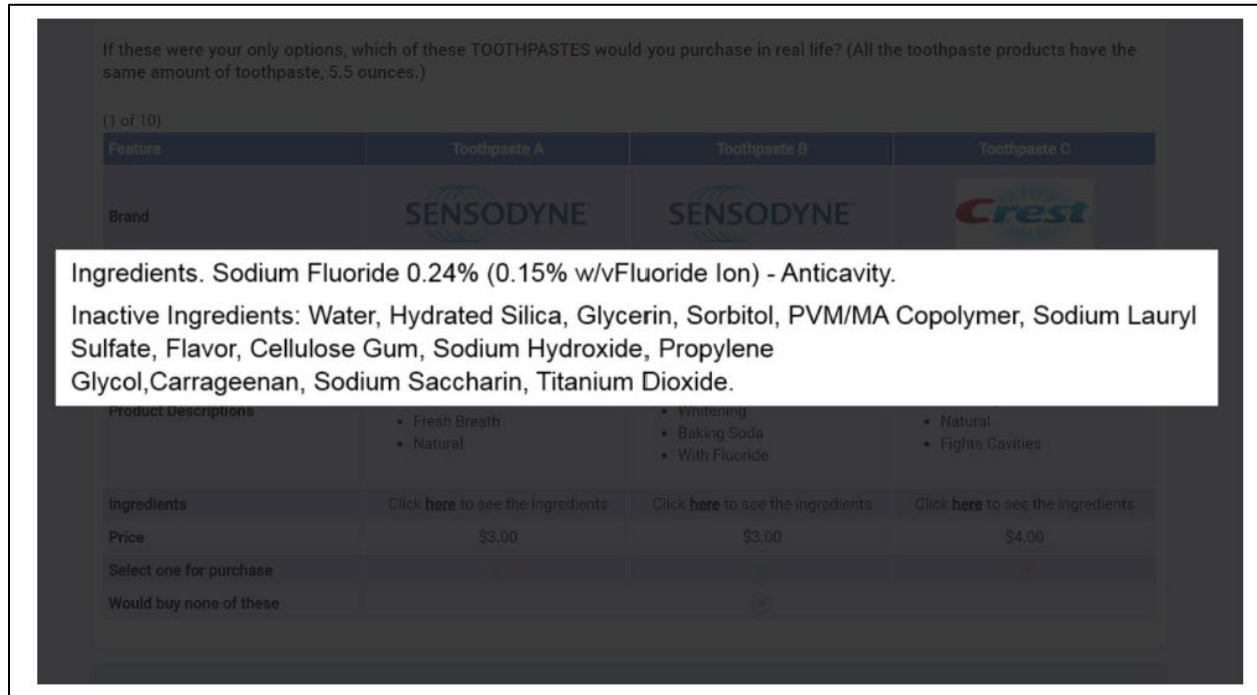 If these were your only options, which of these TOOTHPASTES would you purchase in real life? (All the toothpaste products have the
same amount of toothpaste, 5.5 ounces.)
(1 of 10)
Feature Toothpaste A Toothpaste B Toothpaste C
Brand SENSODYNE SENSODYNE Crest
Ingredients. Sodium Fluoride 0.24% (0.15% w/vFluoride Ion) - Anticavity.
Inactive Ingredients: Water, Hydrated Silica, Glycerin, Sorbitol, PVM/MA Copolymer, Sodium Lauryl
Sulfate, Flavor, Cellulose Gum, Sodium Hydroxide, Propylene
Glycol,Carrageenan, Sodium Saccharin, Titanium Dioxide.
Product Descriptions
• Fresh Breath
• Natural
• Whitening
• Baking Soda
• With Fluoride
• Natural
• Fights Cavities
Ingredients Click here to see the ingredients Click here to see the ingredients Click here to see the ingredients
Price $3.00 $3.00 $4.00
Select one for purchase
Would buy none of these